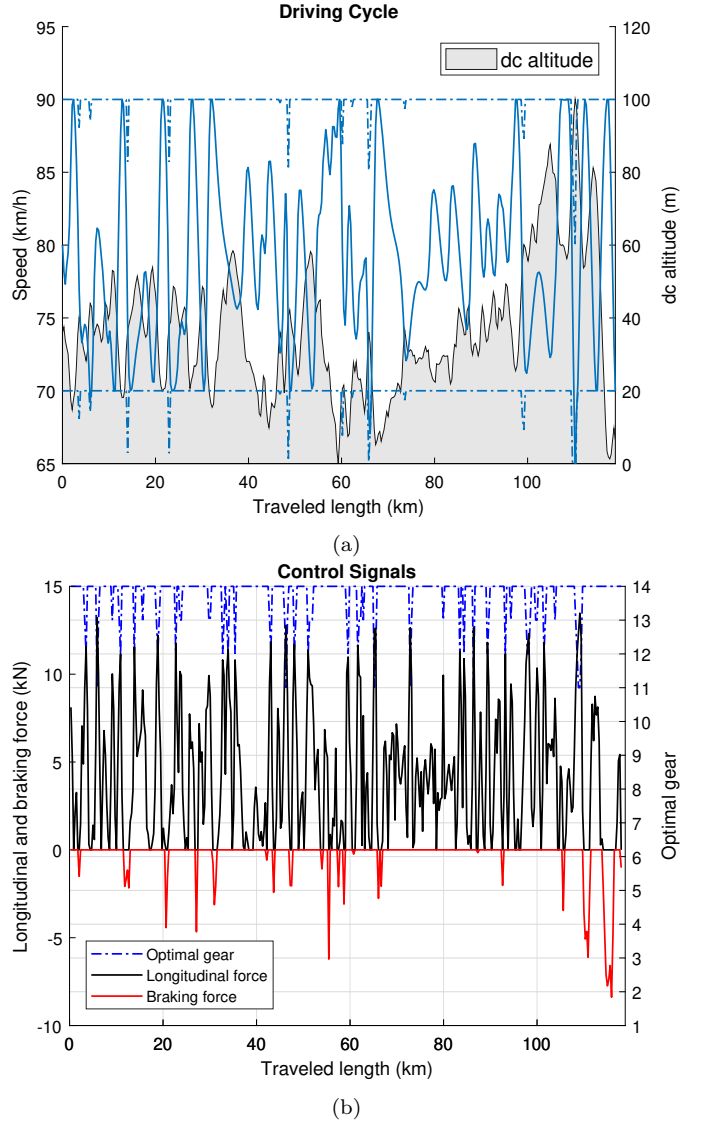 Driving Cycle
95
90
85
80
75
70
65
Speed (km/h)
120
100
80
60
40
20
0
dc altitude (m)
dc altitude
0 20 40 60 80 100
Traveled length (km)
(a)
Control Signals
15
10
5
0
-5
-10
Longitudinal and braking force (kN)
14
13
12
11
10
9
8
7
6
5
4
3
2
1
Optimal gear
Optimal gear
Longitudinal force
Braking force
0 20 40 60 80 100
Traveled length (km)
(b)